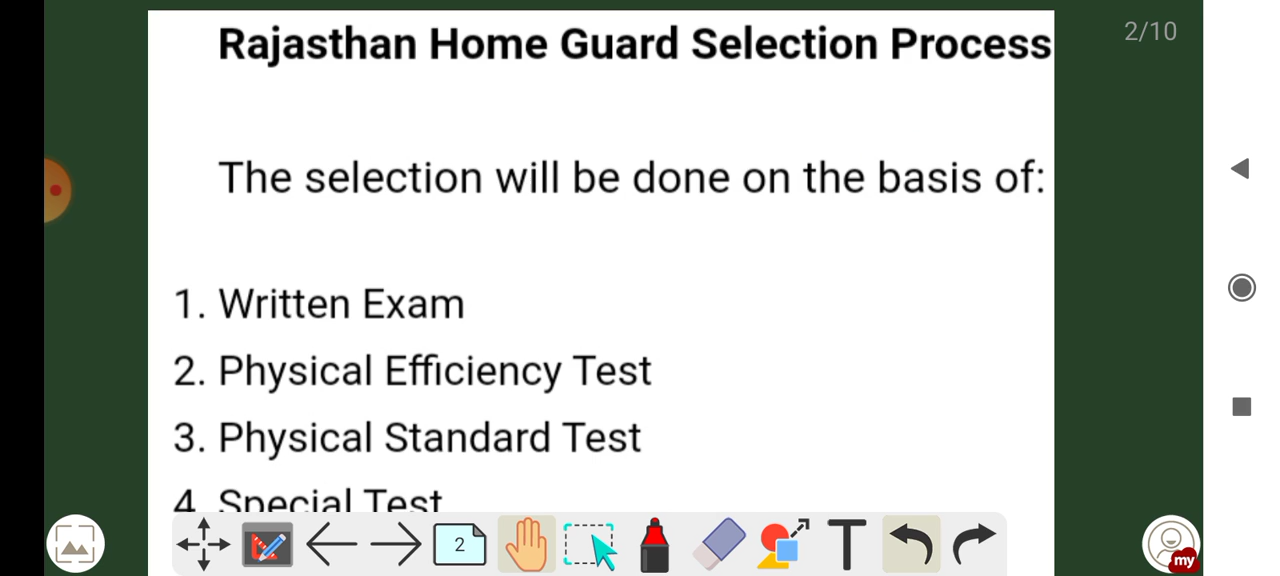 Rajasthan Home Guard Selection Process
2/10
The selection will be done on the basis of:
1. Written Exam
2. Physical Efficiency Test
3. Physical Standard Test
4. Special Test
2
T
my